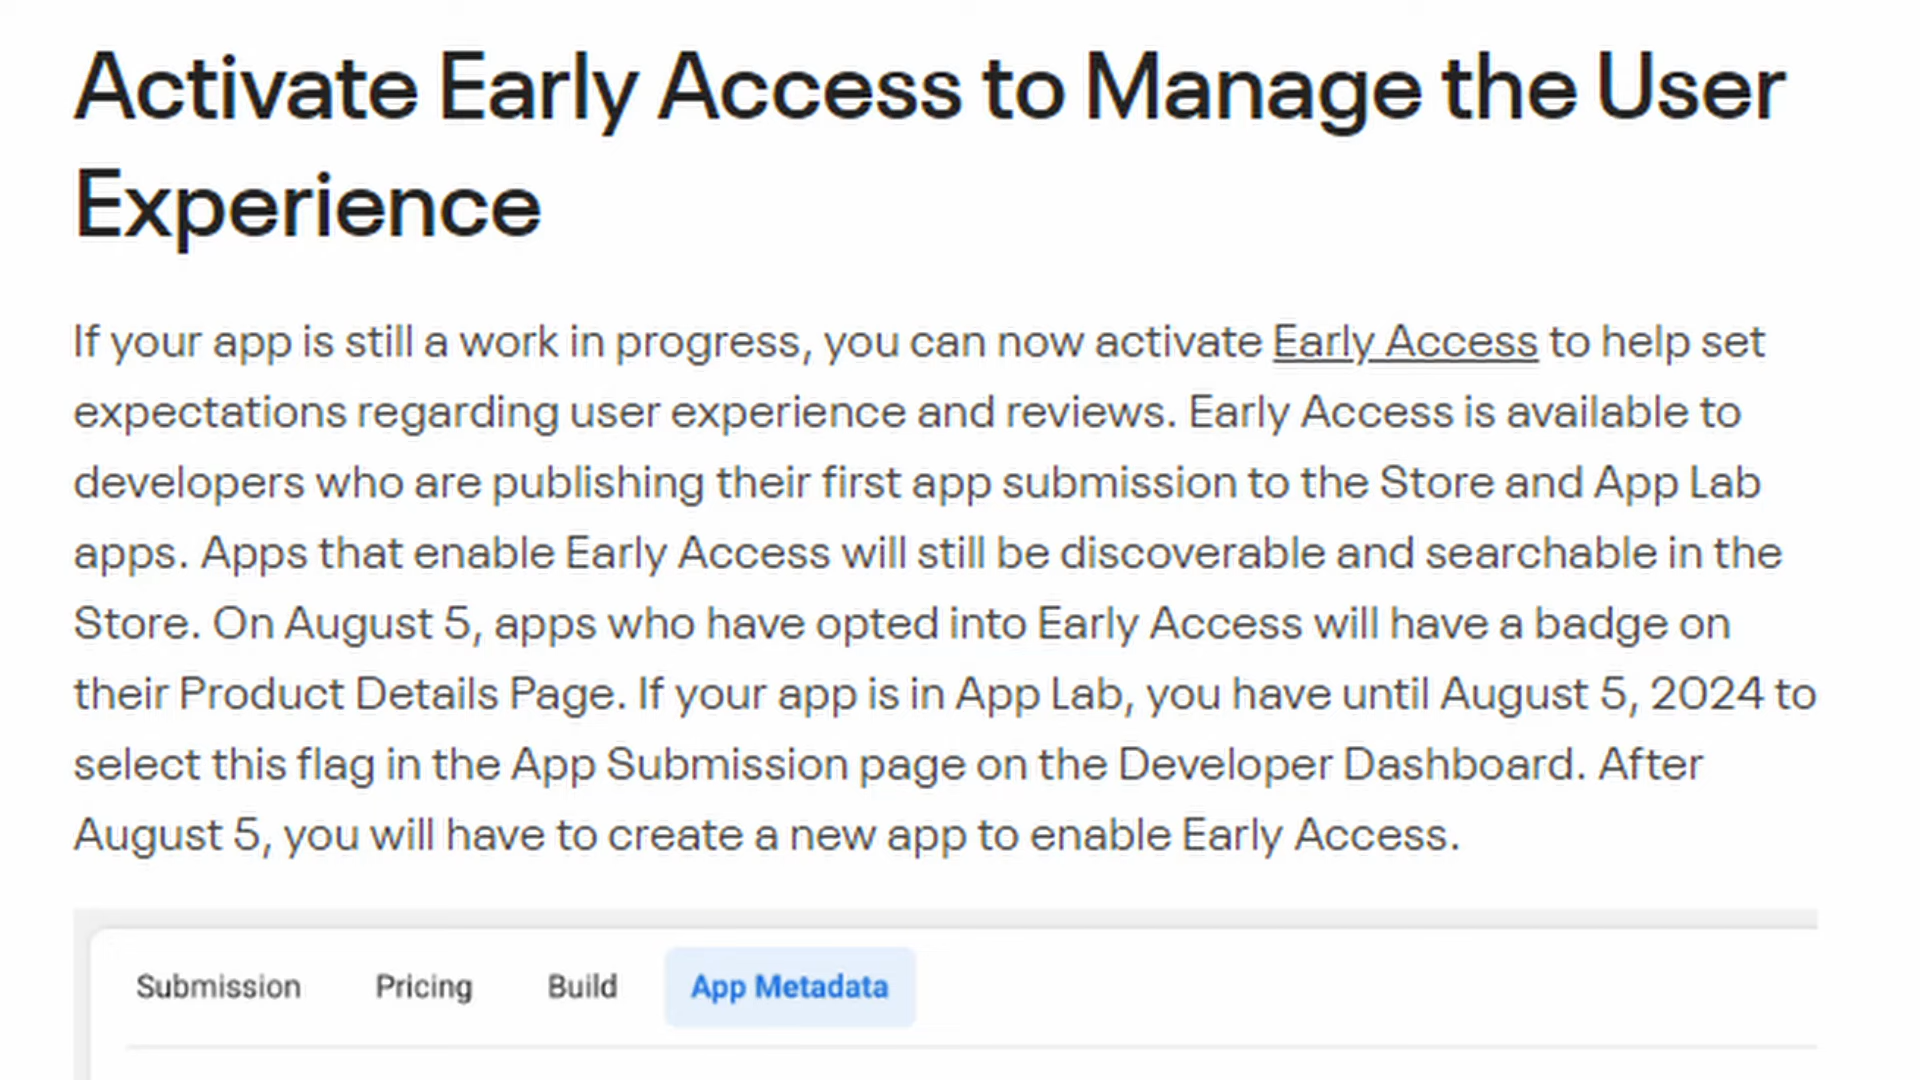 Activate Early Access to Manage the User
Experience
If your app is still a work in progress, you can now activate Early Access to help set
expectations regarding user experience and reviews. Early Access is available to
developers who are publishing their first app submission to the Store and App Lab
apps. Apps that enable Early Access will still be discoverable and searchable in the
Store. On August 5, apps who have opted into Early Access will have a badge on
their Product Details Page. If your app is in App Lab, you have until August 5, 2024 to
select this flag in the App Submission page on the Developer Dashboard. After
August 5, you will have to create a new app to enable Early Access.
Submission Pricing Build App Metadata